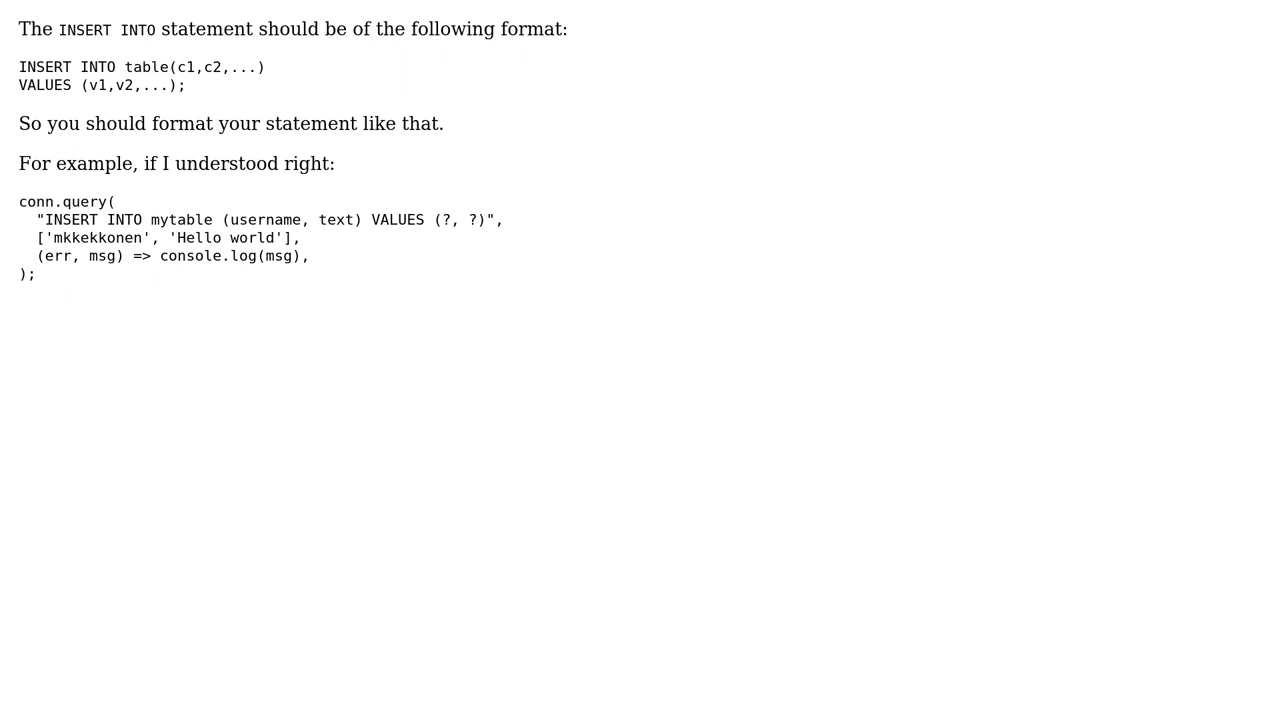 The INSERT INTO statement should be of the following format:
INSERT INTO table(c1,c2,...)
VALUES (v1,v2,...);
So you should format your statement like that.
For example, if I understood right:
conn.query(
  "INSERT INTO mytable (username, text) VALUES (?, ?)",
  ['mkkekkonen', 'Hello world'],
  (err, msg) => console.log(msg),
);